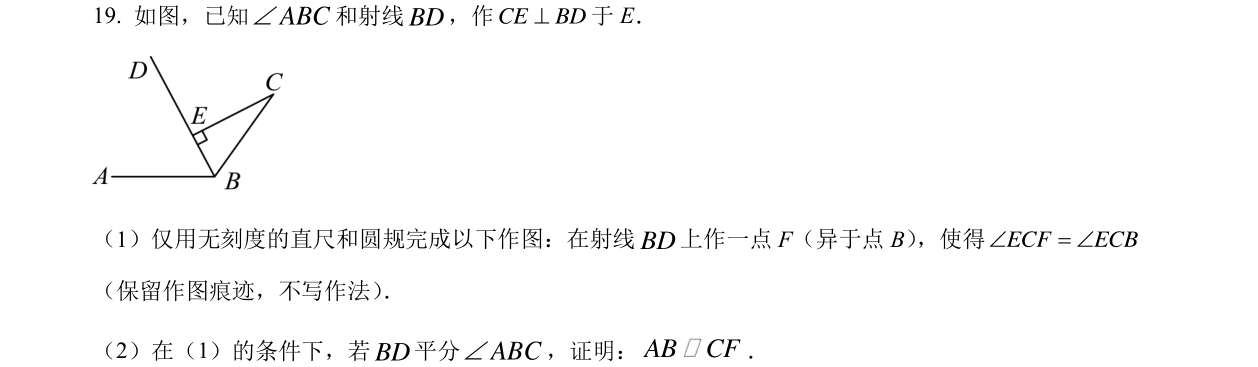 19. 如图，已知∠ABC和射线BD，作CE⊥BD于E．
D
C
E
A
B
（1）仅用无刻度的直尺和圆规完成以下作图：在射线BD上作一点F（异于点B），使得∠ECF=∠ECB
（保留作图痕迹，不写作法）．
（2）在（1）的条件下，若BD平分∠ABC，证明：AB▯CF．